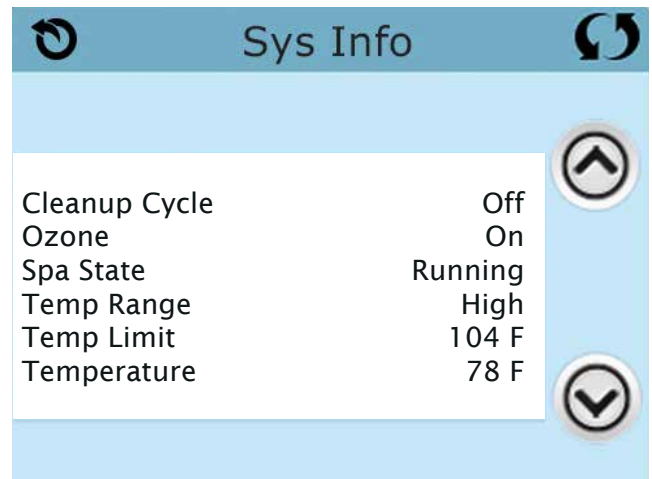 Sys Info
Cleanup Cycle Off
Ozone On
Spa State Running
Temp Range High
Temp Limit 104 F
Temperature 78 F